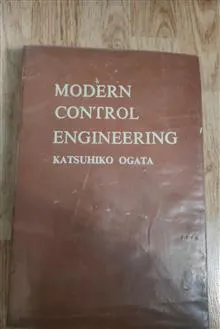 MODERN
CONTROL
ENGINEERING
KATSUHIKO OGATA